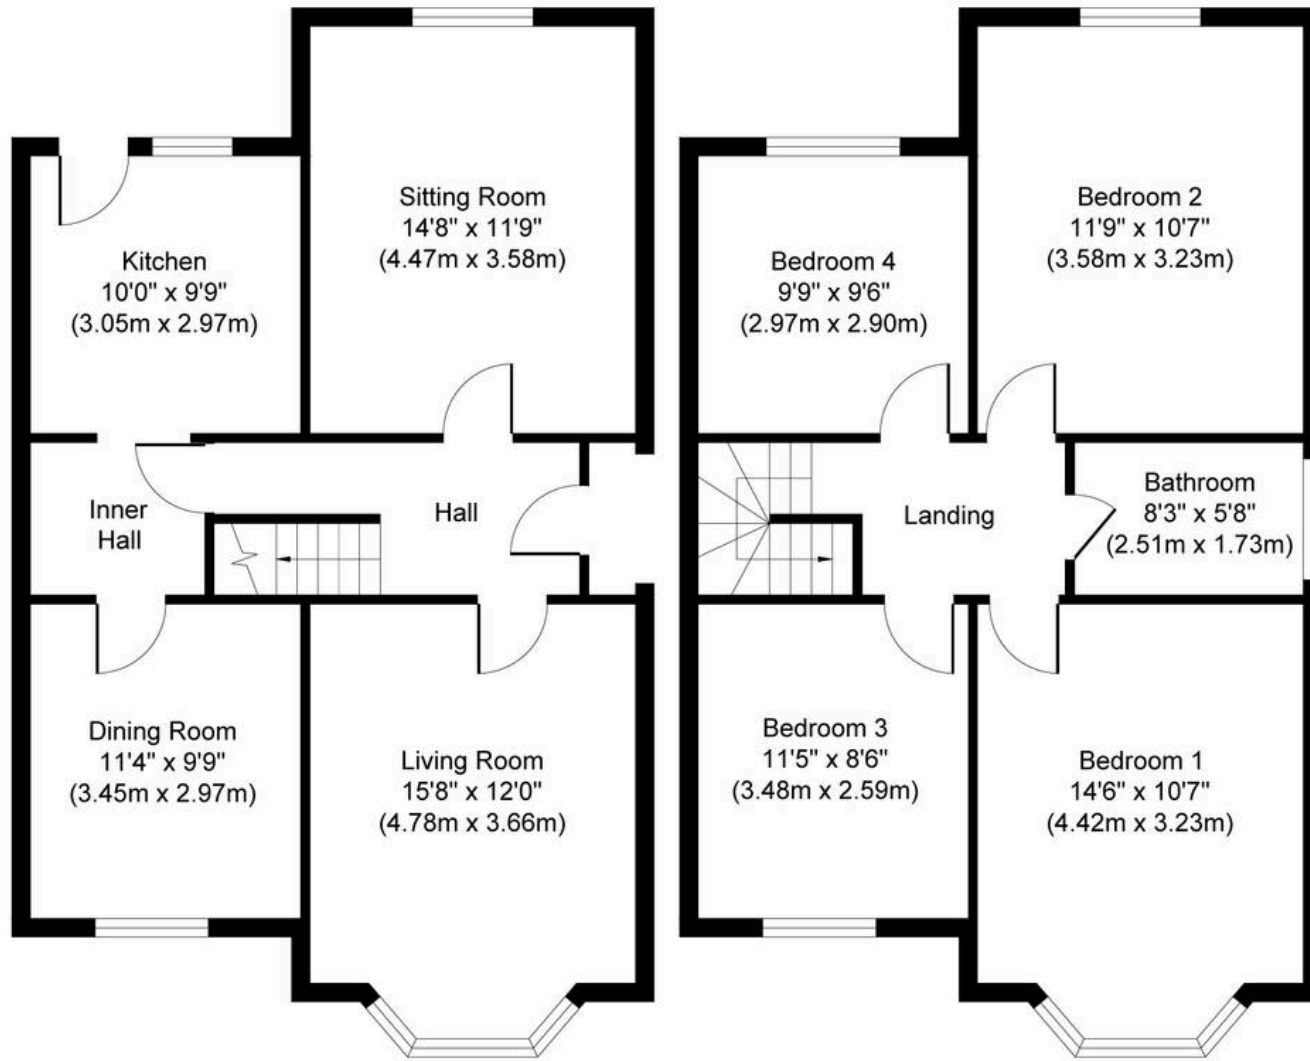 Sitting Room
14'8" x 11'9"
(4.47m x 3.58m)
Kitchen
10'0" x 9'9"
(3.05m x 2.97m)
Inner
Hall
Hall
Dining Room
11'4" x 9'9"
(3.45m x 2.97m)
Living Room
15'8" x 12'0"
(4.78m x 3.66m)
Bedroom 2
11'9" x 10'7"
(3.58m x 3.23m)
Bedroom 4
9'9" x 9'6"
(2.97m x 2.90m)
Landing
Bathroom
8'3" x 5'8"
(2.51m x 1.73m)
Bedroom 3
11'5" x 8'6"
(3.48m x 2.59m)
Bedroom 1
14'6" x 10'7"
(4.42m x 3.23m)